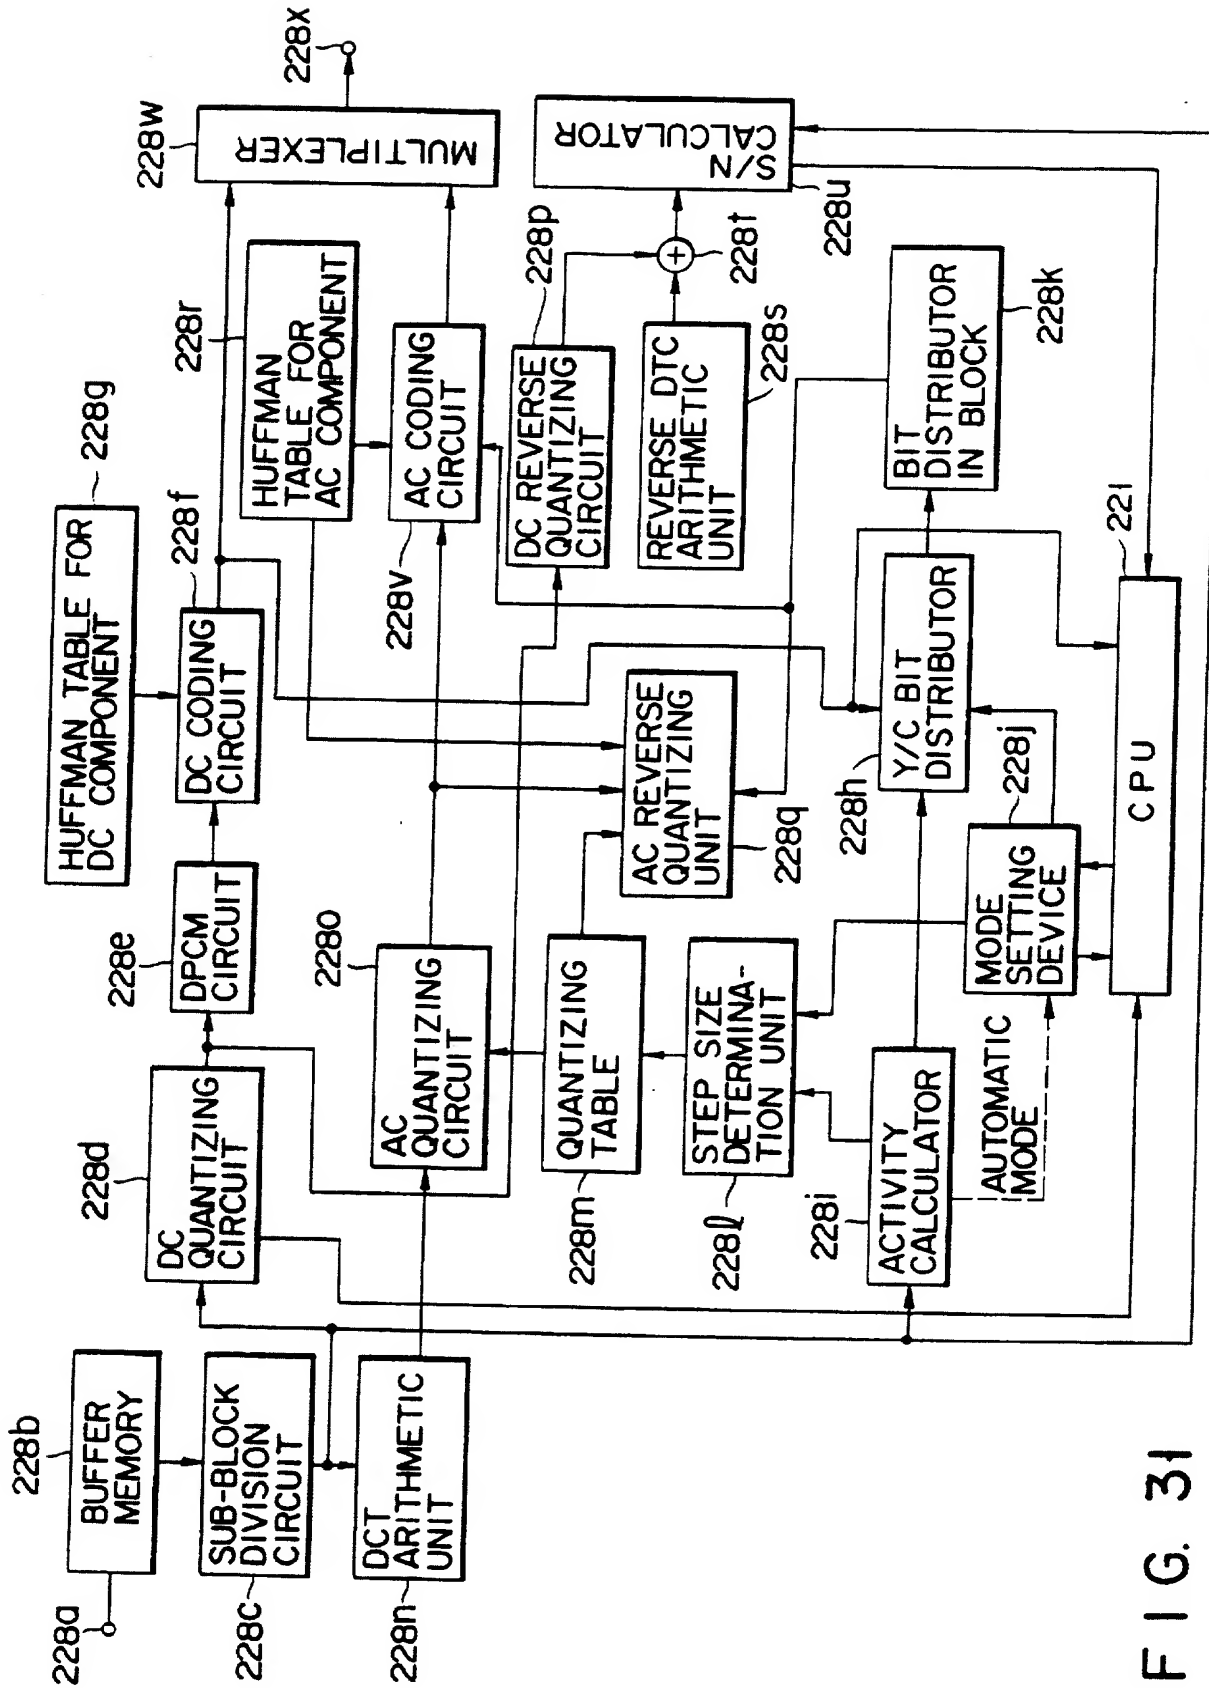 228a
228b
BUFFER
MEMORY
228c
SUB-BLOCK
DIVISION
CIRCUIT
228n
DCT
ARITHMETIC
UNIT
228d
DC
QUANTIZING
CIRCUIT
228e
DPCM
CIRCUIT
228g
HUFFMAN TABLE FOR
DC COMPONENT
228f
DC CODING
CIRCUIT
228r
HUFFMAN
TABLE FOR
AC COMPONENT
228w
MULTIPLEXER
228x
228o
AC
QUANTIZING
CIRCUIT
228v
AC CODING
CIRCUIT
228p
DC REVERSE
QUANTIZING
CIRCUIT
228m
QUANTIZING
TABLE
228q
AC REVERSE
QUANTIZING
UNIT
REVERSE DTC
ARITHMETIC
UNIT
228s
228t
S/N
CALCULATOR
228u
228l
STEP SIZE
DETERMINA-
TION UNIT
228i
ACTIVITY
CALCULATOR
AUTOMATIC
MODE
228j
MODE
SETTING
DEVICE
228h
Y/C BIT
DISTRIBUTOR
BIT
DISTRIBUTOR
IN BLOCK
228k
221
CPU
FIG. 31